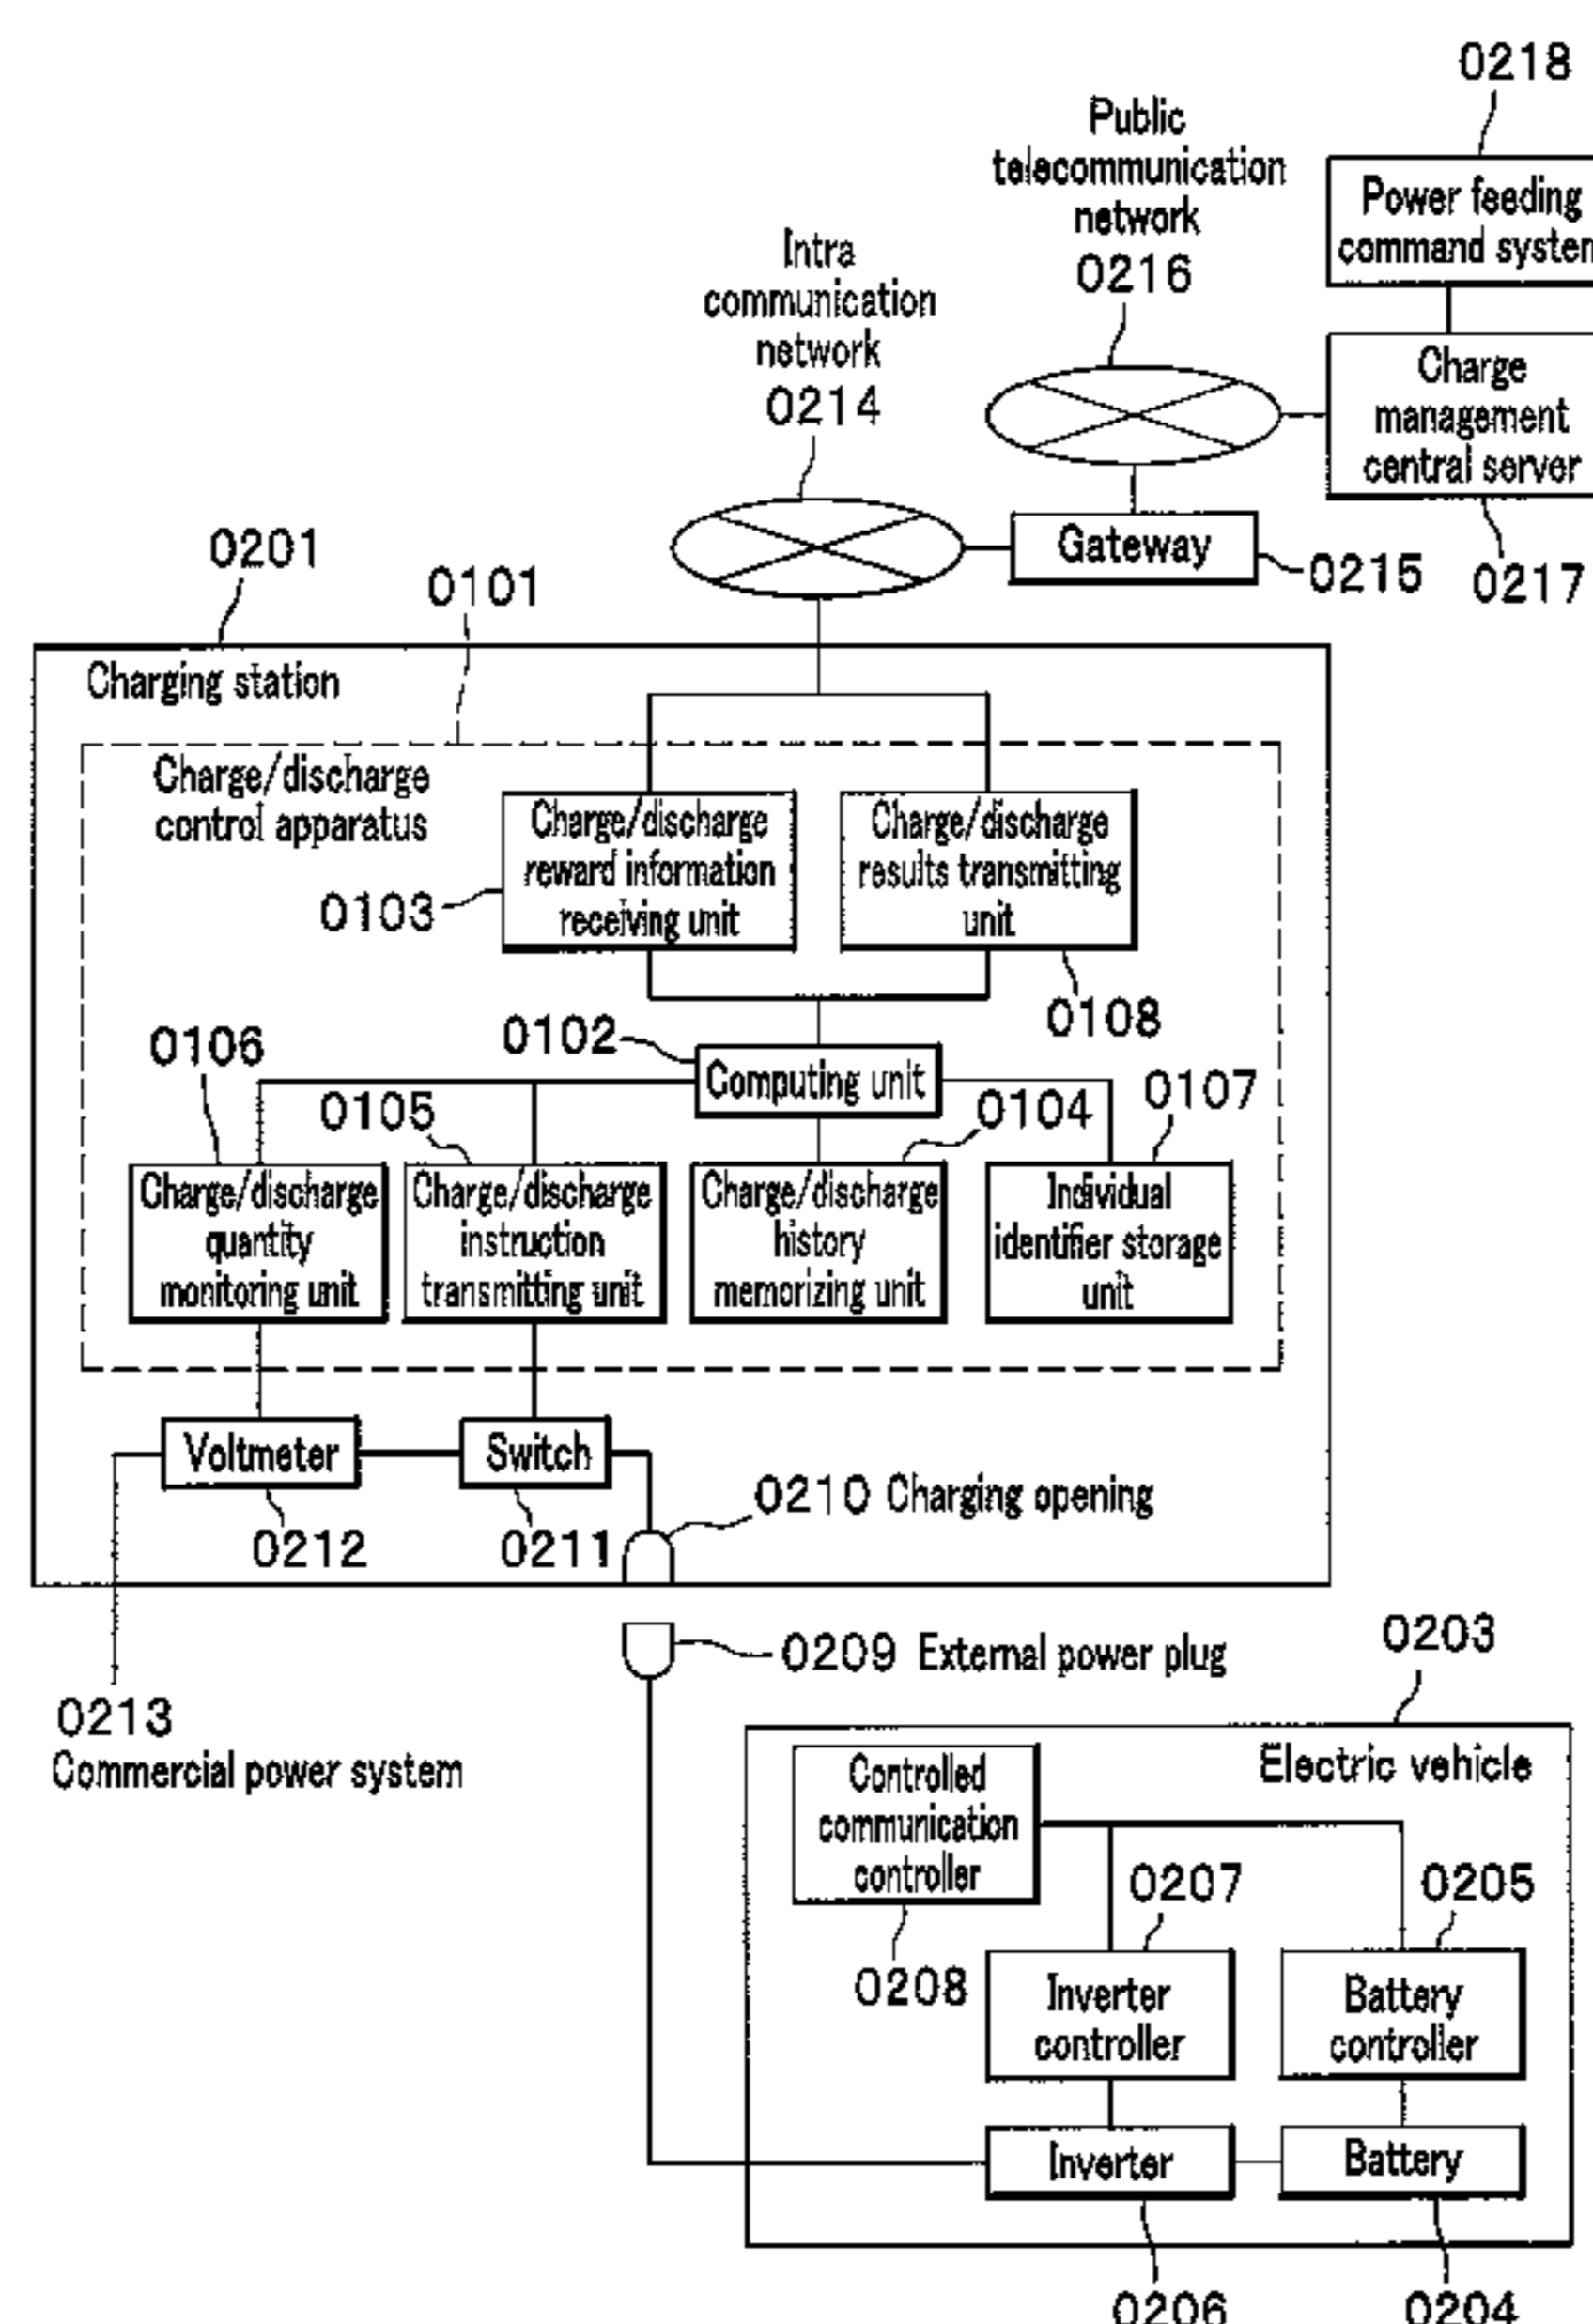 0218
Public
telecommunication
network
0216
Power feeding
command system
Intra
communication
network
0214
Charge
management
central server
0217
Gateway
0215
0201
0101
Charging station
Charge/discharge
control apparatus
Charge/discharge
reward information
receiving unit
0103
Charge/discharge
results transmitting
unit
0108
0102
Computing unit
0106
0105
0104
0107
Charge/discharge
quantity
monitoring unit
Charge/discharge
instruction
transmitting unit
Charge/discharge
history
memorizing unit
Individual
identifier storage
unit
Voltmeter
0212
Switch
0211
0210 Charging opening
0209 External power plug
0213
Commercial power system
0203
Electric vehicle
Controlled
communication
controller
0208
0207
0205
Inverter
controller
Battery
controller
Inverter
Battery
0206
0204